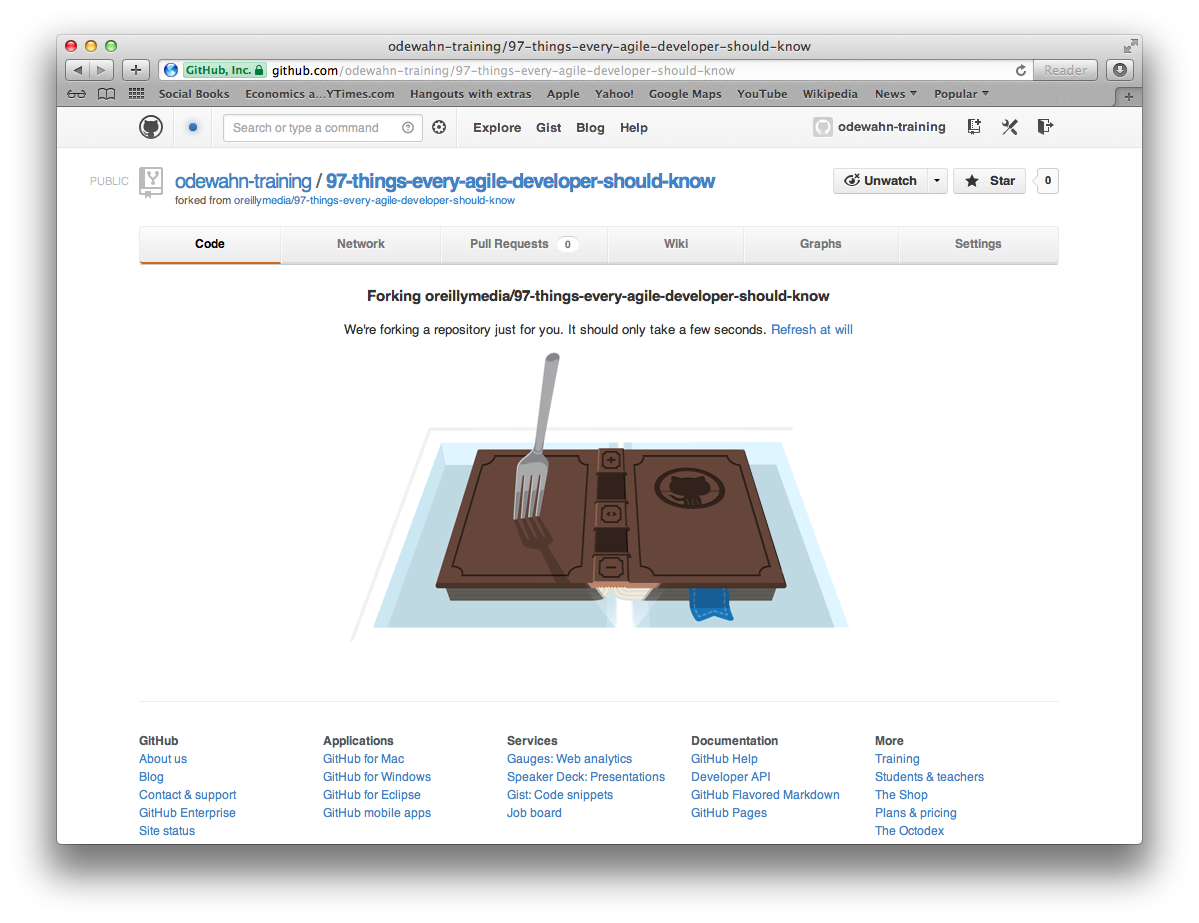 odewahn-training/97-things-every-agile-developer-should-know
GitHub, Inc. github.com/odewahn-training/97-things-every-agile-developer-should-know Reader
Social Books Economics a...YTimes.com Hangouts with extras Apple Yahoo! Google Maps YouTube Wikipedia News Popular
Search or type a command Explore Gist Blog Help odewahn-training
PUBLIC odewahn-training / 97-things-every-agile-developer-should-know Unwatch Star 0
forked from oreillymedia/97-things-every-agile-developer-should-know
Code Network Pull Requests 0 Wiki Graphs Settings
Forking oreillymedia/97-things-every-agile-developer-should-know
We're forking a repository just for you. It should only take a few seconds. Refresh at will
GitHub Applications Services Documentation More
About us GitHub for Mac Gauges: Web analytics GitHub Help Training
Blog GitHub for Windows Speaker Deck: Presentations Developer API Students & teachers
Contact & support GitHub for Eclipse Gist: Code snippets GitHub Flavored Markdown The Shop
GitHub Enterprise GitHub mobile apps Job board GitHub Pages Plans & pricing
Site status The Octodex